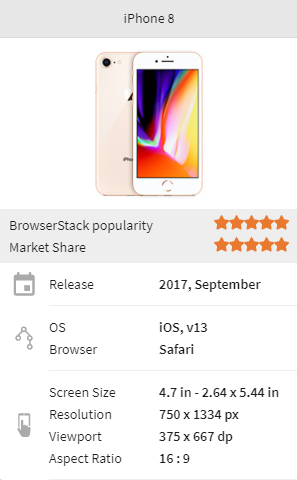 iPhone 8
BrowserStack popularity
Market Share
Release 2017, September
OS iOS, v13
Browser Safari
Screen Size 4.7 in - 2.64 x 5.44 in
Resolution 750 x 1334 px
Viewport 375 x 667 dp
Aspect Ratio 16 : 9